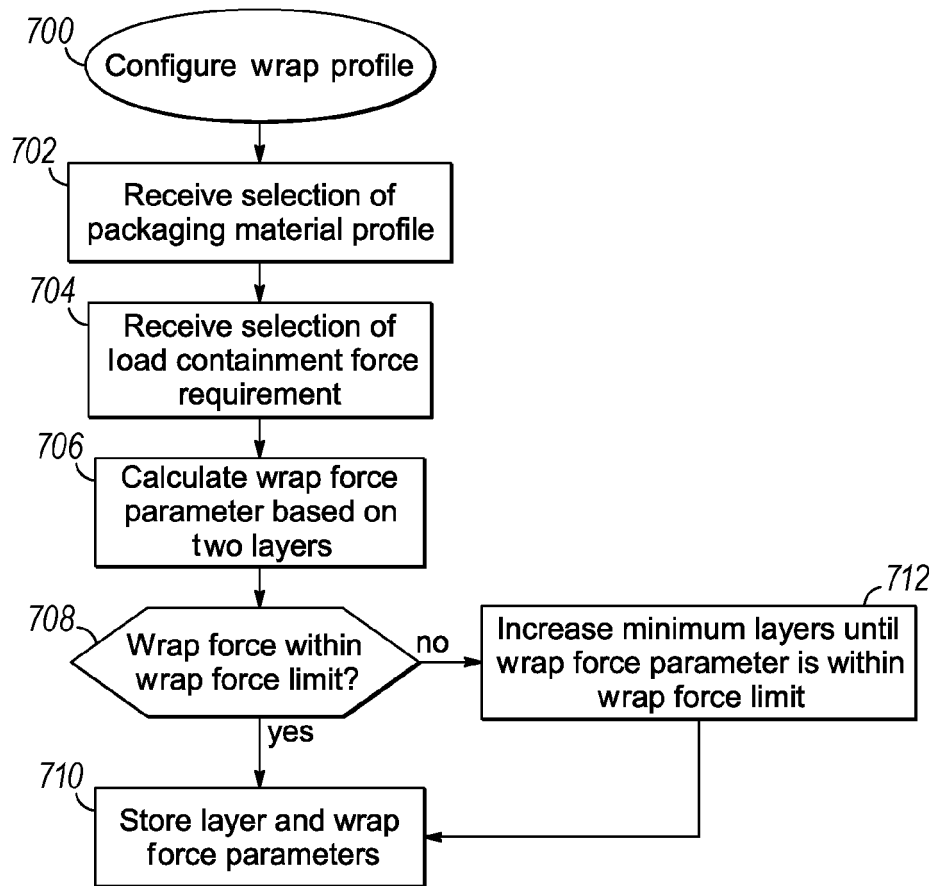 700
Configure wrap profile
702
Receive selection of
packaging material profile
704
Receive selection of
load containment force
requirement
706
Calculate wrap force
parameter based on
two layers
708
Wrap force within
wrap force limit?
no
712
Increase minimum layers until
wrap force parameter is within
wrap force limit
yes
710
Store layer and wrap
force parameters